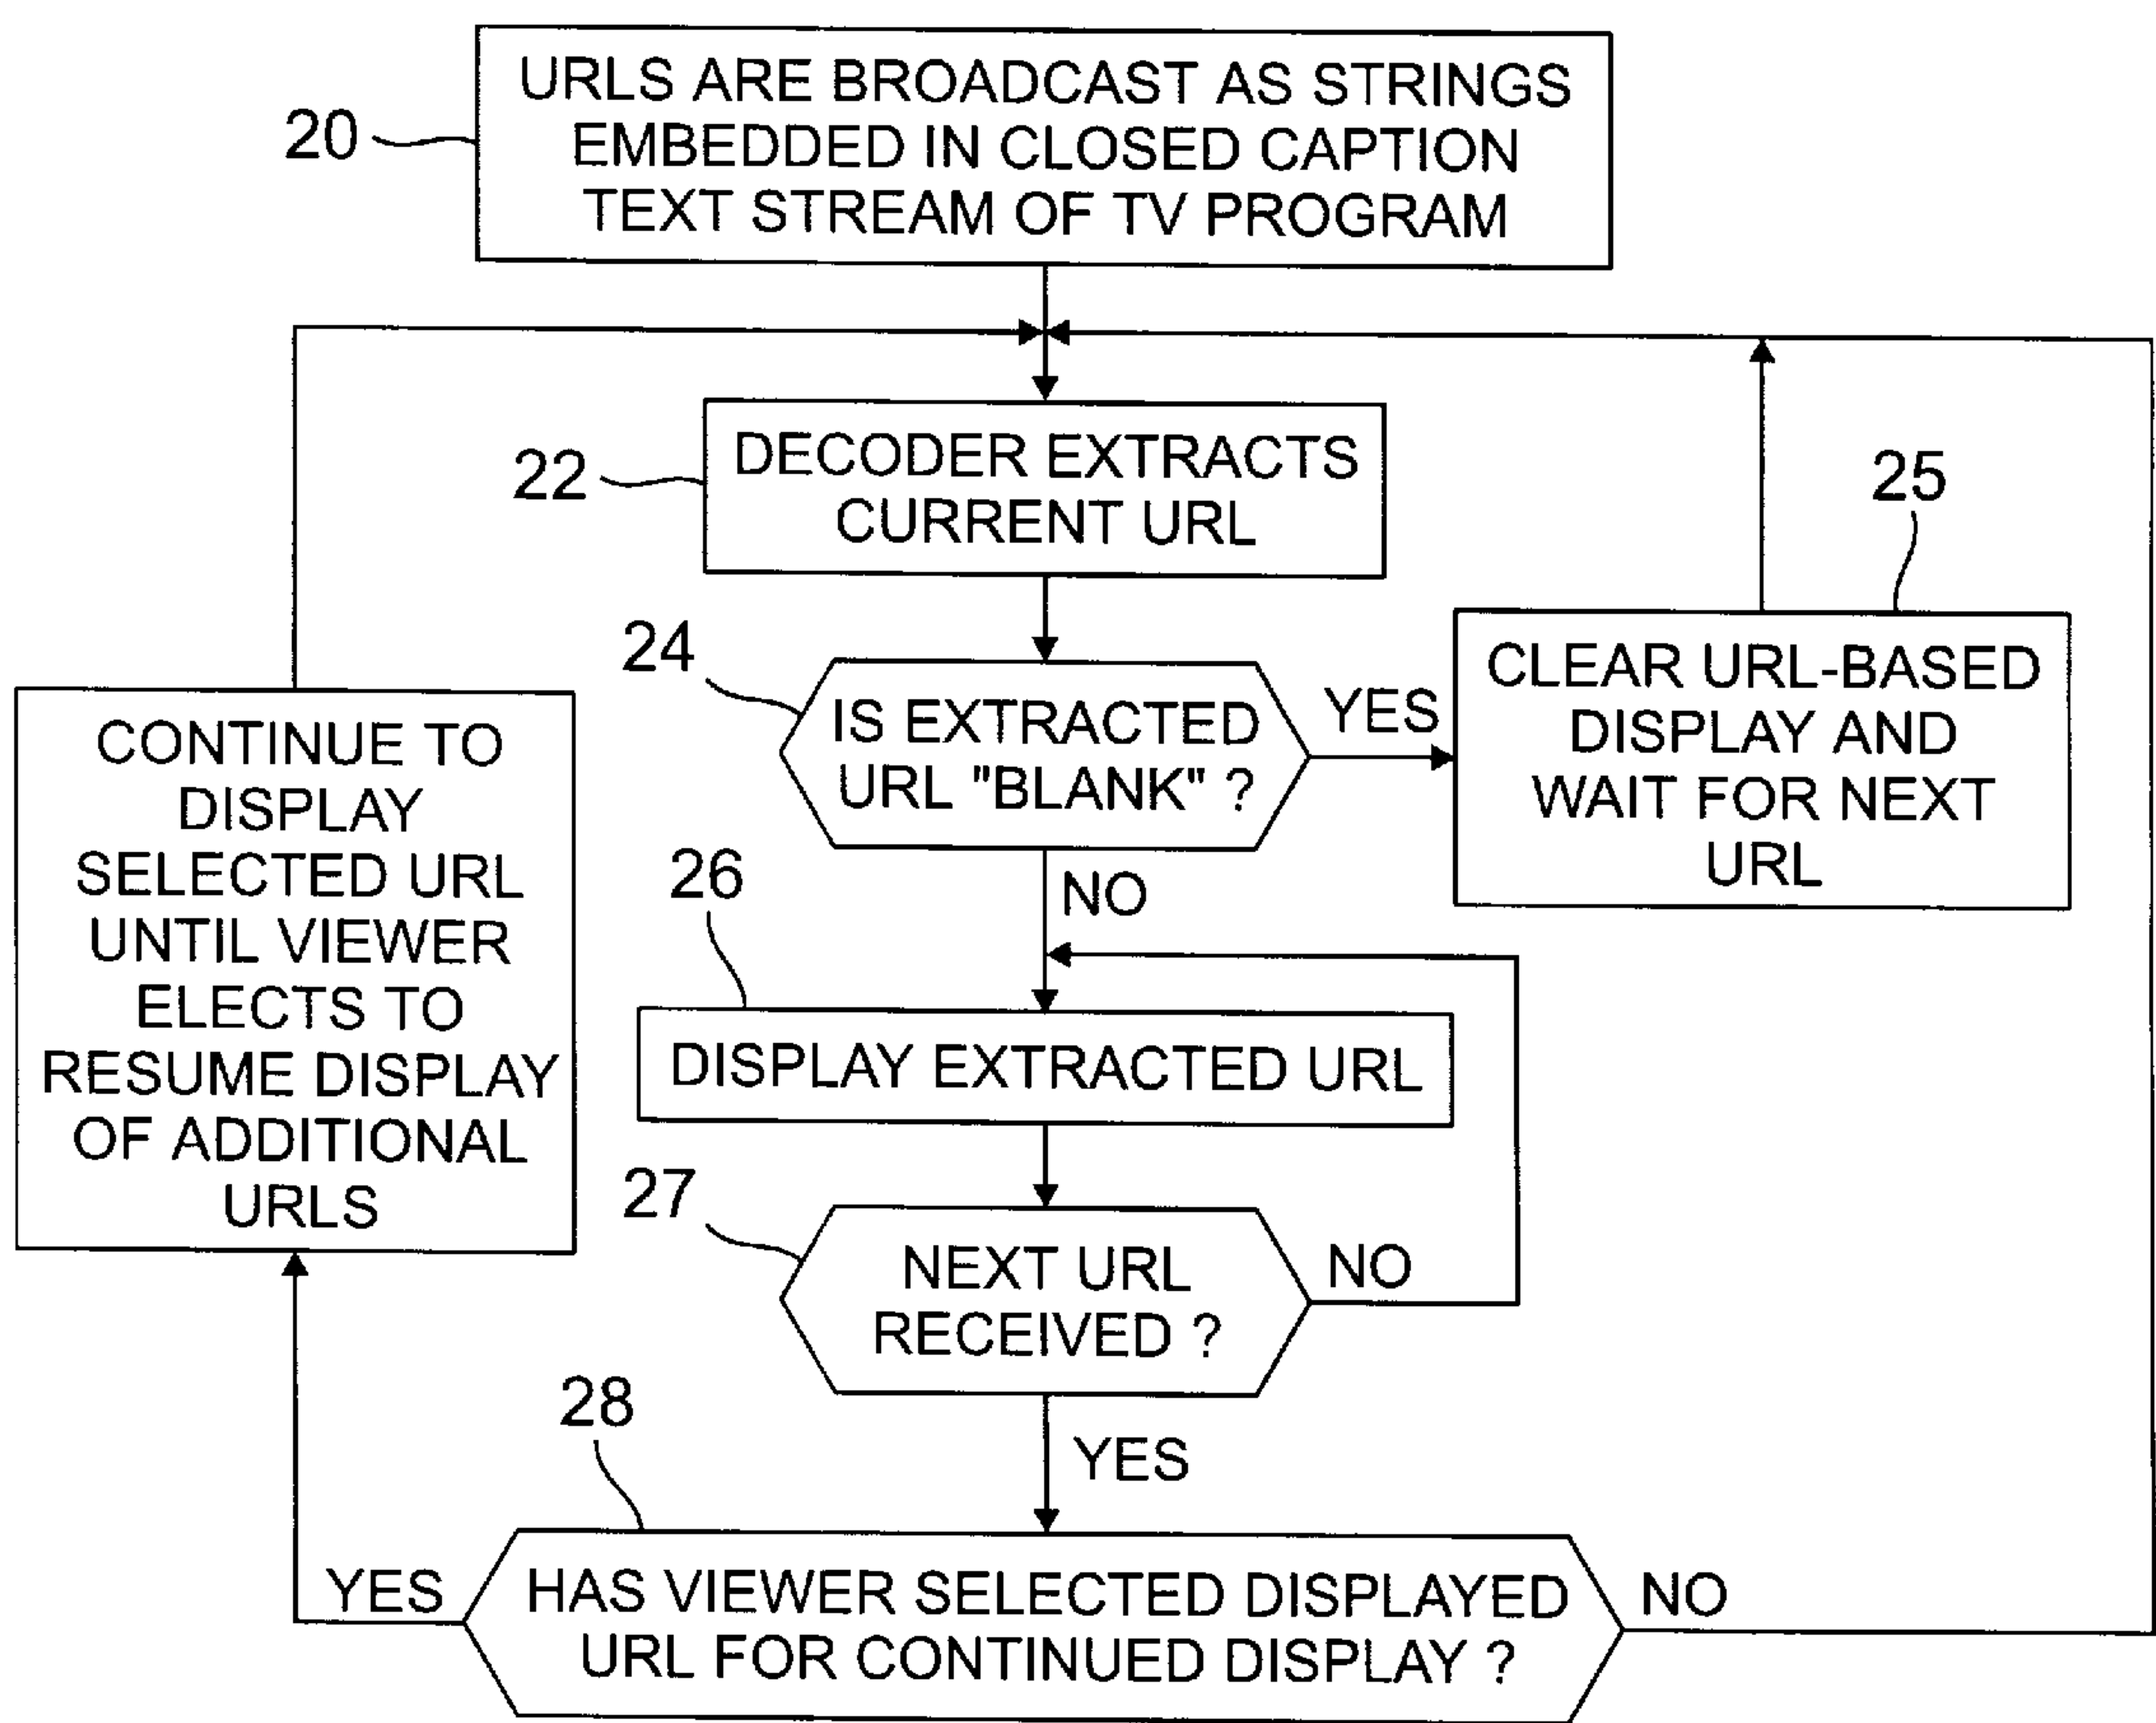 URLS ARE BROADCAST AS STRINGS
EMBEDDED IN CLOSED CAPTION
TEXT STREAM OF TV PROGRAM
20
DECODER EXTRACTS
CURRENT URL
22
25
24
IS EXTRACTED
URL "BLANK" ?
YES
CLEAR URL-BASED
DISPLAY AND
WAIT FOR NEXT
URL
CONTINUE TO
DISPLAY
SELECTED URL
UNTIL VIEWER
ELECTS TO
RESUME DISPLAY
OF ADDITIONAL
URLS
26
NO
DISPLAY EXTRACTED URL
27
NEXT URL
RECEIVED ?
NO
28
YES
YES
HAS VIEWER SELECTED DISPLAYED
URL FOR CONTINUED DISPLAY ?
NO